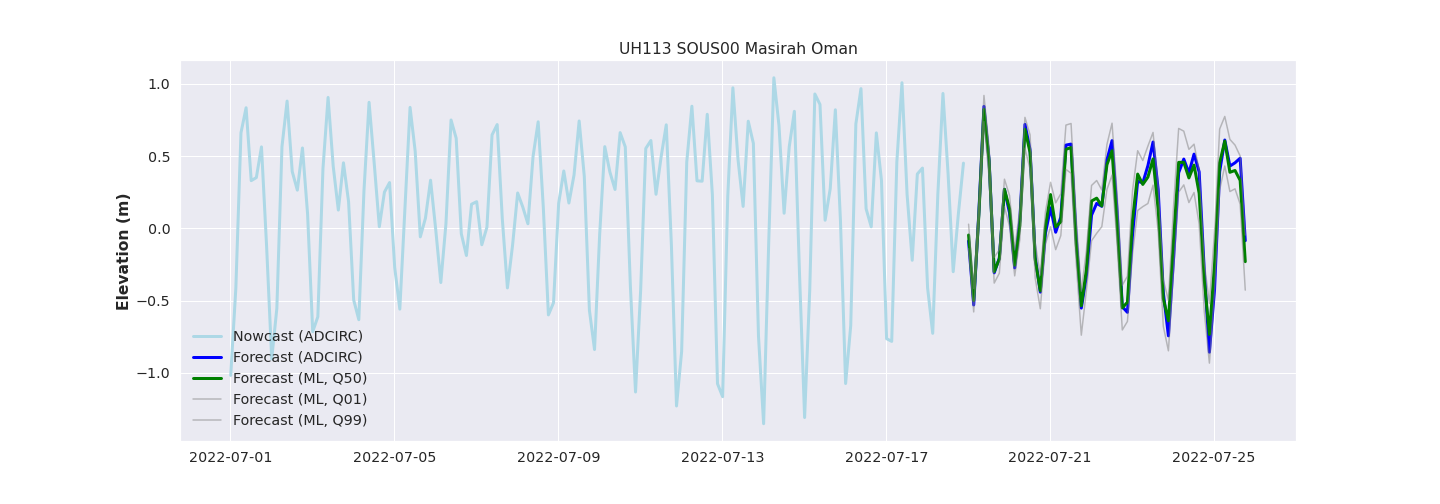 UH113 SOUS00 Masirah Oman
Elevation (m)
1.0
0.5
0.0
−0.5
−1.0
Nowcast (ADCIRC)
Forecast (ADCIRC)
Forecast (ML, Q50)
Forecast (ML, Q01)
Forecast (ML, Q99)
2022-07-01 2022-07-05 2022-07-09 2022-07-13 2022-07-17 2022-07-21 2022-07-25